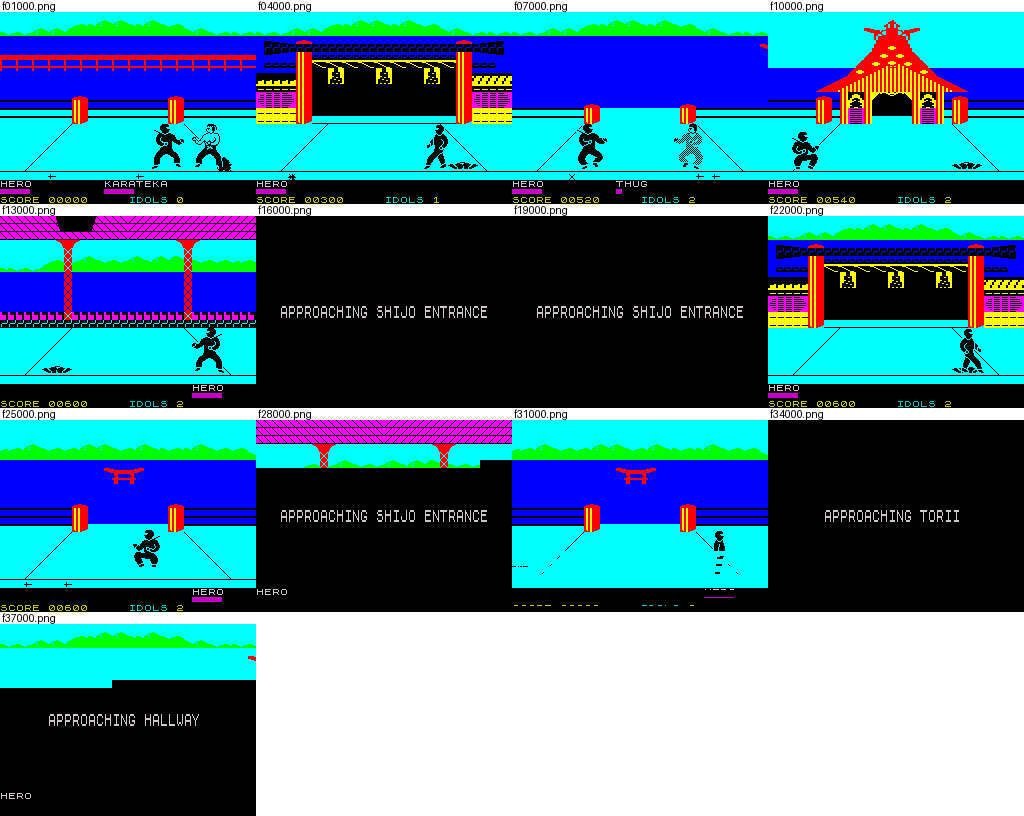 f01000.png
f04000.png
f07000.png
f10000.png
HERO KARATEKA
SCORE 00000 IDOLS 0
HERO
SCORE 00300 IDOLS 1
HERO THUG
SCORE 00520 IDOLS 2
HERO
SCORE 00540 IDOLS 2
f13000.png
f16000.png
f19000.png
f22000.png
APPROACHING SHIJO ENTRANCE
APPROACHING SHIJO ENTRANCE
HERO
SCORE 00600 IDOLS 2
HERO
SCORE 00600 IDOLS 2
f25000.png
f28000.png
f31000.png
f34000.png
APPROACHING SHIJO ENTRANCE
APPROACHING TORII
HERO
SCORE 00600 IDOLS 2
HERO
f37000.png
APPROACHING HALLWAY
HERO